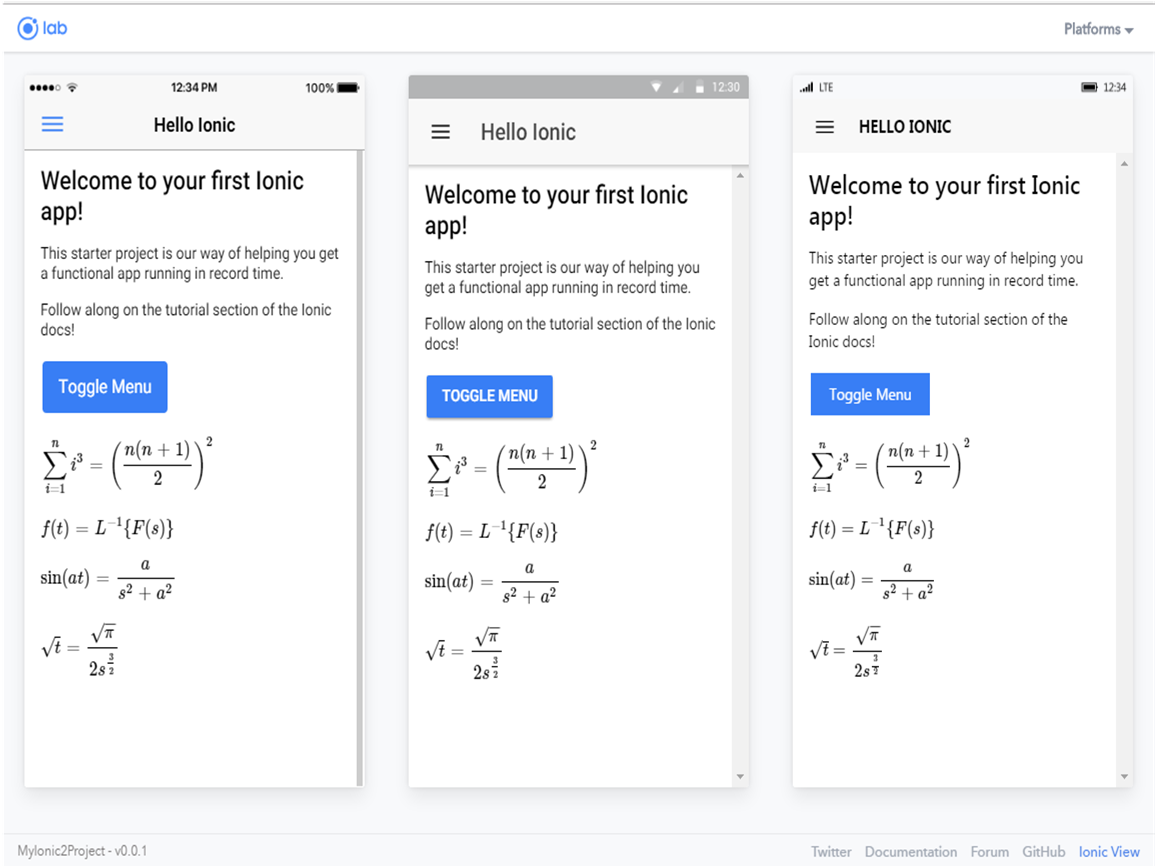 lab
Platforms
12:34 PM
100%
Hello Ionic
Welcome to your first Ionic
app!
This starter project is our way of helping you get
a functional app running in record time.
Follow along on the tutorial section of the Ionic
docs!
Toggle Menu
\sum_{i=1}^{n} i^3 = \left(\frac{n(n+1)}{2}\right)^2
f(t) = L^{-1}\{F(s)\}
\sin(at) = \frac{a}{s^2+a^2}
\sqrt{t} = \frac{\sqrt{\pi}}{2s^{\frac{3}{2}}}
12:30
Hello Ionic
Welcome to your first Ionic
app!
This starter project is our way of helping you
get a functional app running in record time.
Follow along on the tutorial section of the Ionic
docs!
TOGGLE MENU
\sum_{i=1}^{n} i^3 = \left(\frac{n(n+1)}{2}\right)^2
f(t) = L^{-1}\{F(s)\}
\sin(at) = \frac{a}{s^2+a^2}
\sqrt{t} = \frac{\sqrt{\pi}}{2s^{\frac{3}{2}}}
LTE
12:34
HELLO IONIC
Welcome to your first Ionic
app!
This starter project is our way of helping you
get a functional app running in record time.
Follow along on the tutorial section of the
Ionic docs!
Toggle Menu
\sum_{i=1}^{n} i^3 = \left(\frac{n(n+1)}{2}\right)^2
f(t) = L^{-1}\{F(s)\}
\sin(at) = \frac{a}{s^2+a^2}
\sqrt{t} = \frac{\sqrt{\pi}}{2s^{\frac{3}{2}}}
MyIonic2Project - v0.0.1
Twitter Documentation Forum GitHub Ionic View